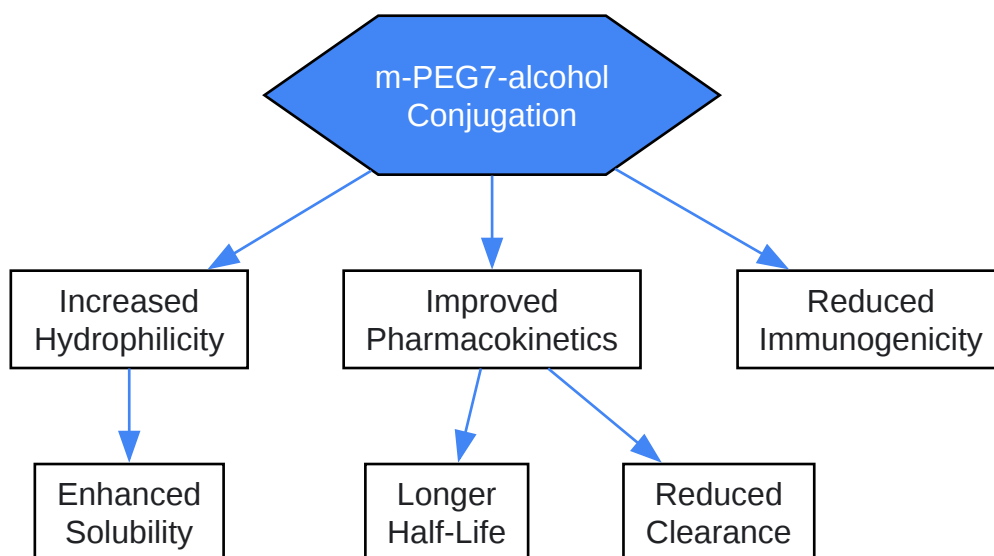 m-PEG7-alcohol
Conjugation
Increased
Hydrophilicity
Improved
Pharmacokinetics
Reduced
Immunogenicity
Enhanced
Solubility
Longer
Half-Life
Reduced
Clearance